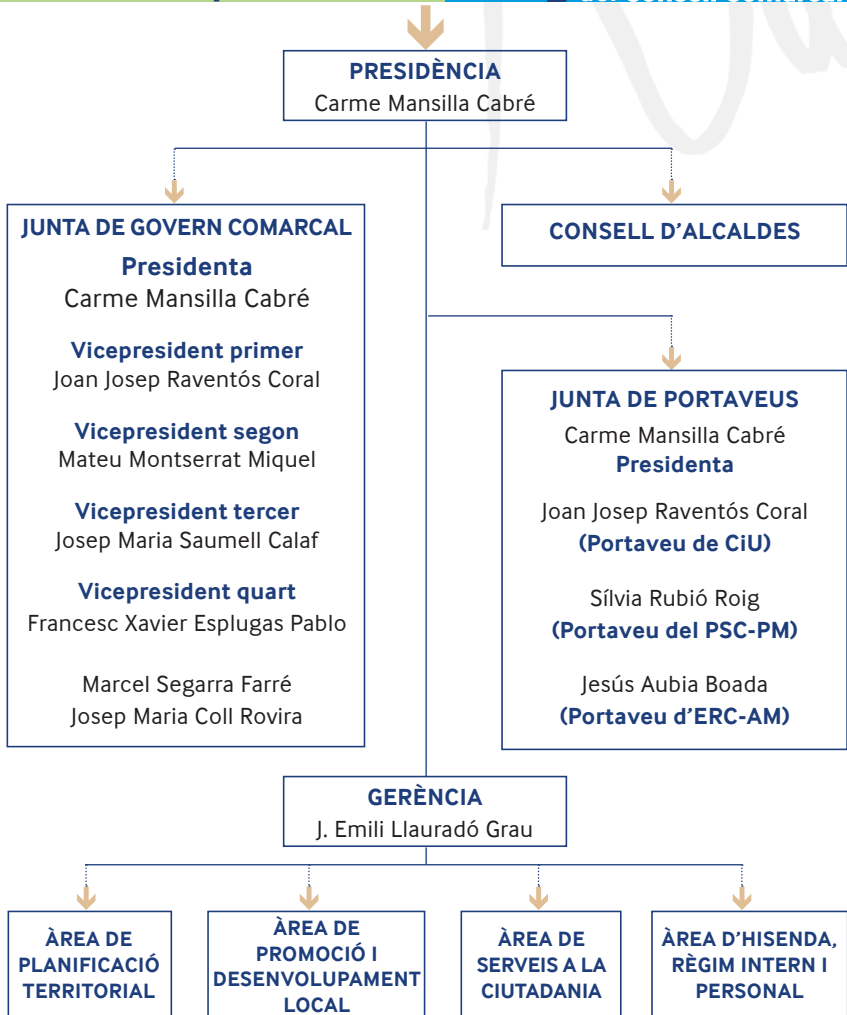 PRESIDÈNCIA
Carme Mansilla Cabré
JUNTA DE GOVERN COMARCAL
Presidenta
Carme Mansilla Cabré
Vicepresident primer
Joan Josep Raventós Coral
Vicepresident segon
Mateu Montserrat Miquel
Vicepresident tercer
Josep Maria Saumell Calaf
Vicepresident quart
Francesc Xavier Esplugas Pablo
Marcel Segarra Farré
Josep Maria Coll Rovira
CONSELL D’ALCALDES
JUNTA DE PORTAVEUS
Carme Mansilla Cabré
Presidenta
Joan Josep Raventós Coral
(Portaveu de CiU)
Sílvia Rubió Roig
(Portaveu del PSC-PM)
Jesús Aubia Boada
(Portaveu d’ERC-AM)
GERÈNCIA
J. Emili Llauradó Grau
ÀREA DE
PLANIFICACIÓ
TERRITORIAL
ÀREA DE
PROMOCIÓ I
DESENVOLUPAMENT
LOCAL
ÀREA DE
SERVEIS A LA
CIUTADANIA
ÀREA D’HISENDA,
RÈGIM INTERN I
PERSONAL